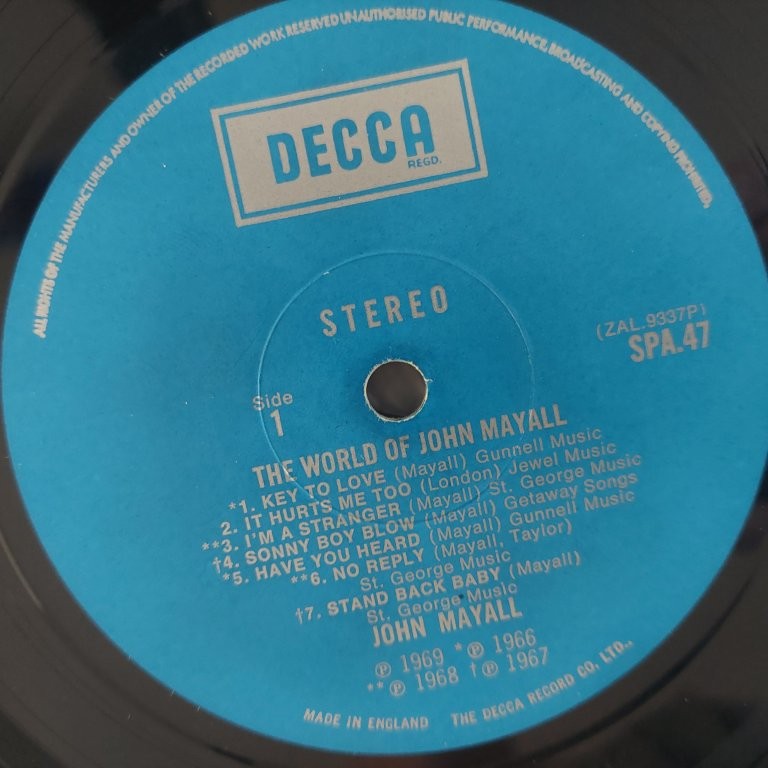 ALL RIGHTS OF THE MANUFACTURERS AND OWNER OF THE RECORDED WORK RESERVED UNAUTHORISED PUBLIC PERFORMANCE, BROADCASTING AND COPYING PROHIBITED.
DECCA
REGD.
STEREO
(ZAL.9337P)
SPA.47
Side
1
THE WORLD OF JOHN MAYALL
*1. KEY TO LOVE (Mayall) Gunnell Music
2. IT HURTS ME TOO (London) Jewel Music
**3. I'M A STRANGER (Mayall) St. George Music
†4. SONNY BOY BLOW (Mayall) Getaway Songs
*5. HAVE YOU HEARD (Mayall) Gunnell Music
**6. NO REPLY (Mayall, Taylor)
St. George Music
†7. STAND BACK BABY (Mayall)
St. George Music
JOHN MAYALL
℗ 1969 *℗ 1966
**℗ 1968 †℗ 1967
MADE IN ENGLAND THE DECCA RECORD CO. LTD.,